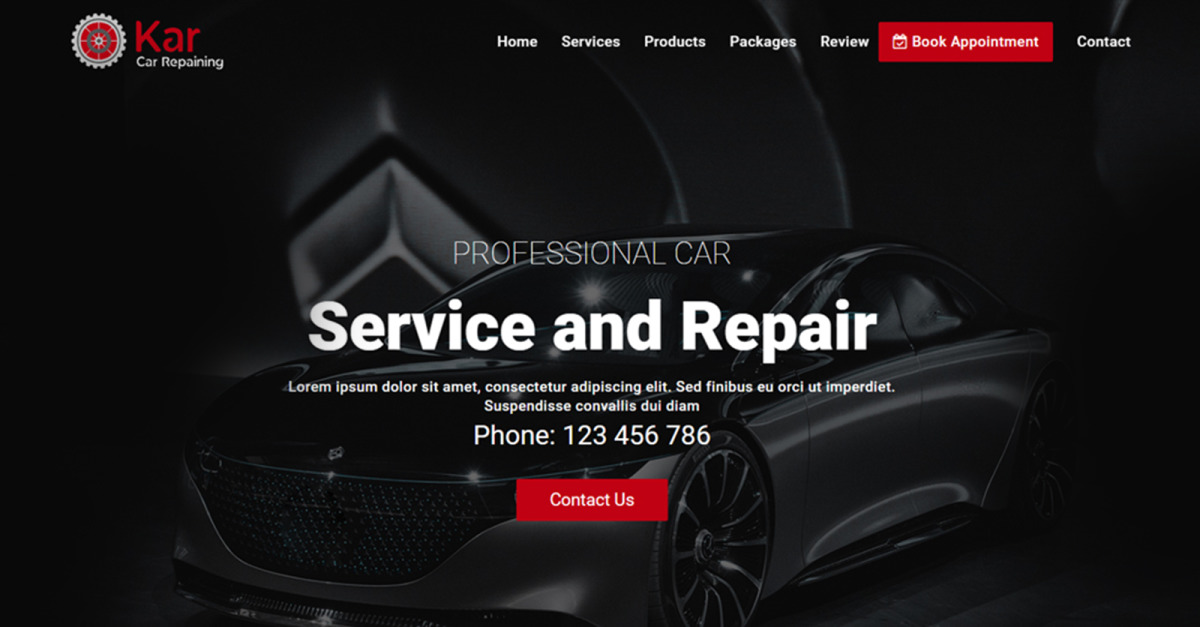 Kar
Car Repaining
Home Services Products Packages Review Book Appointment Contact
PROFESSIONAL CAR
Service and Repair
Lorem ipsum dolor sit amet, consectetur adipiscing elit. Sed finibus eu orci ut imperdiet.
Suspendisse convallis dui diam
Phone: 123 456 786
Contact Us